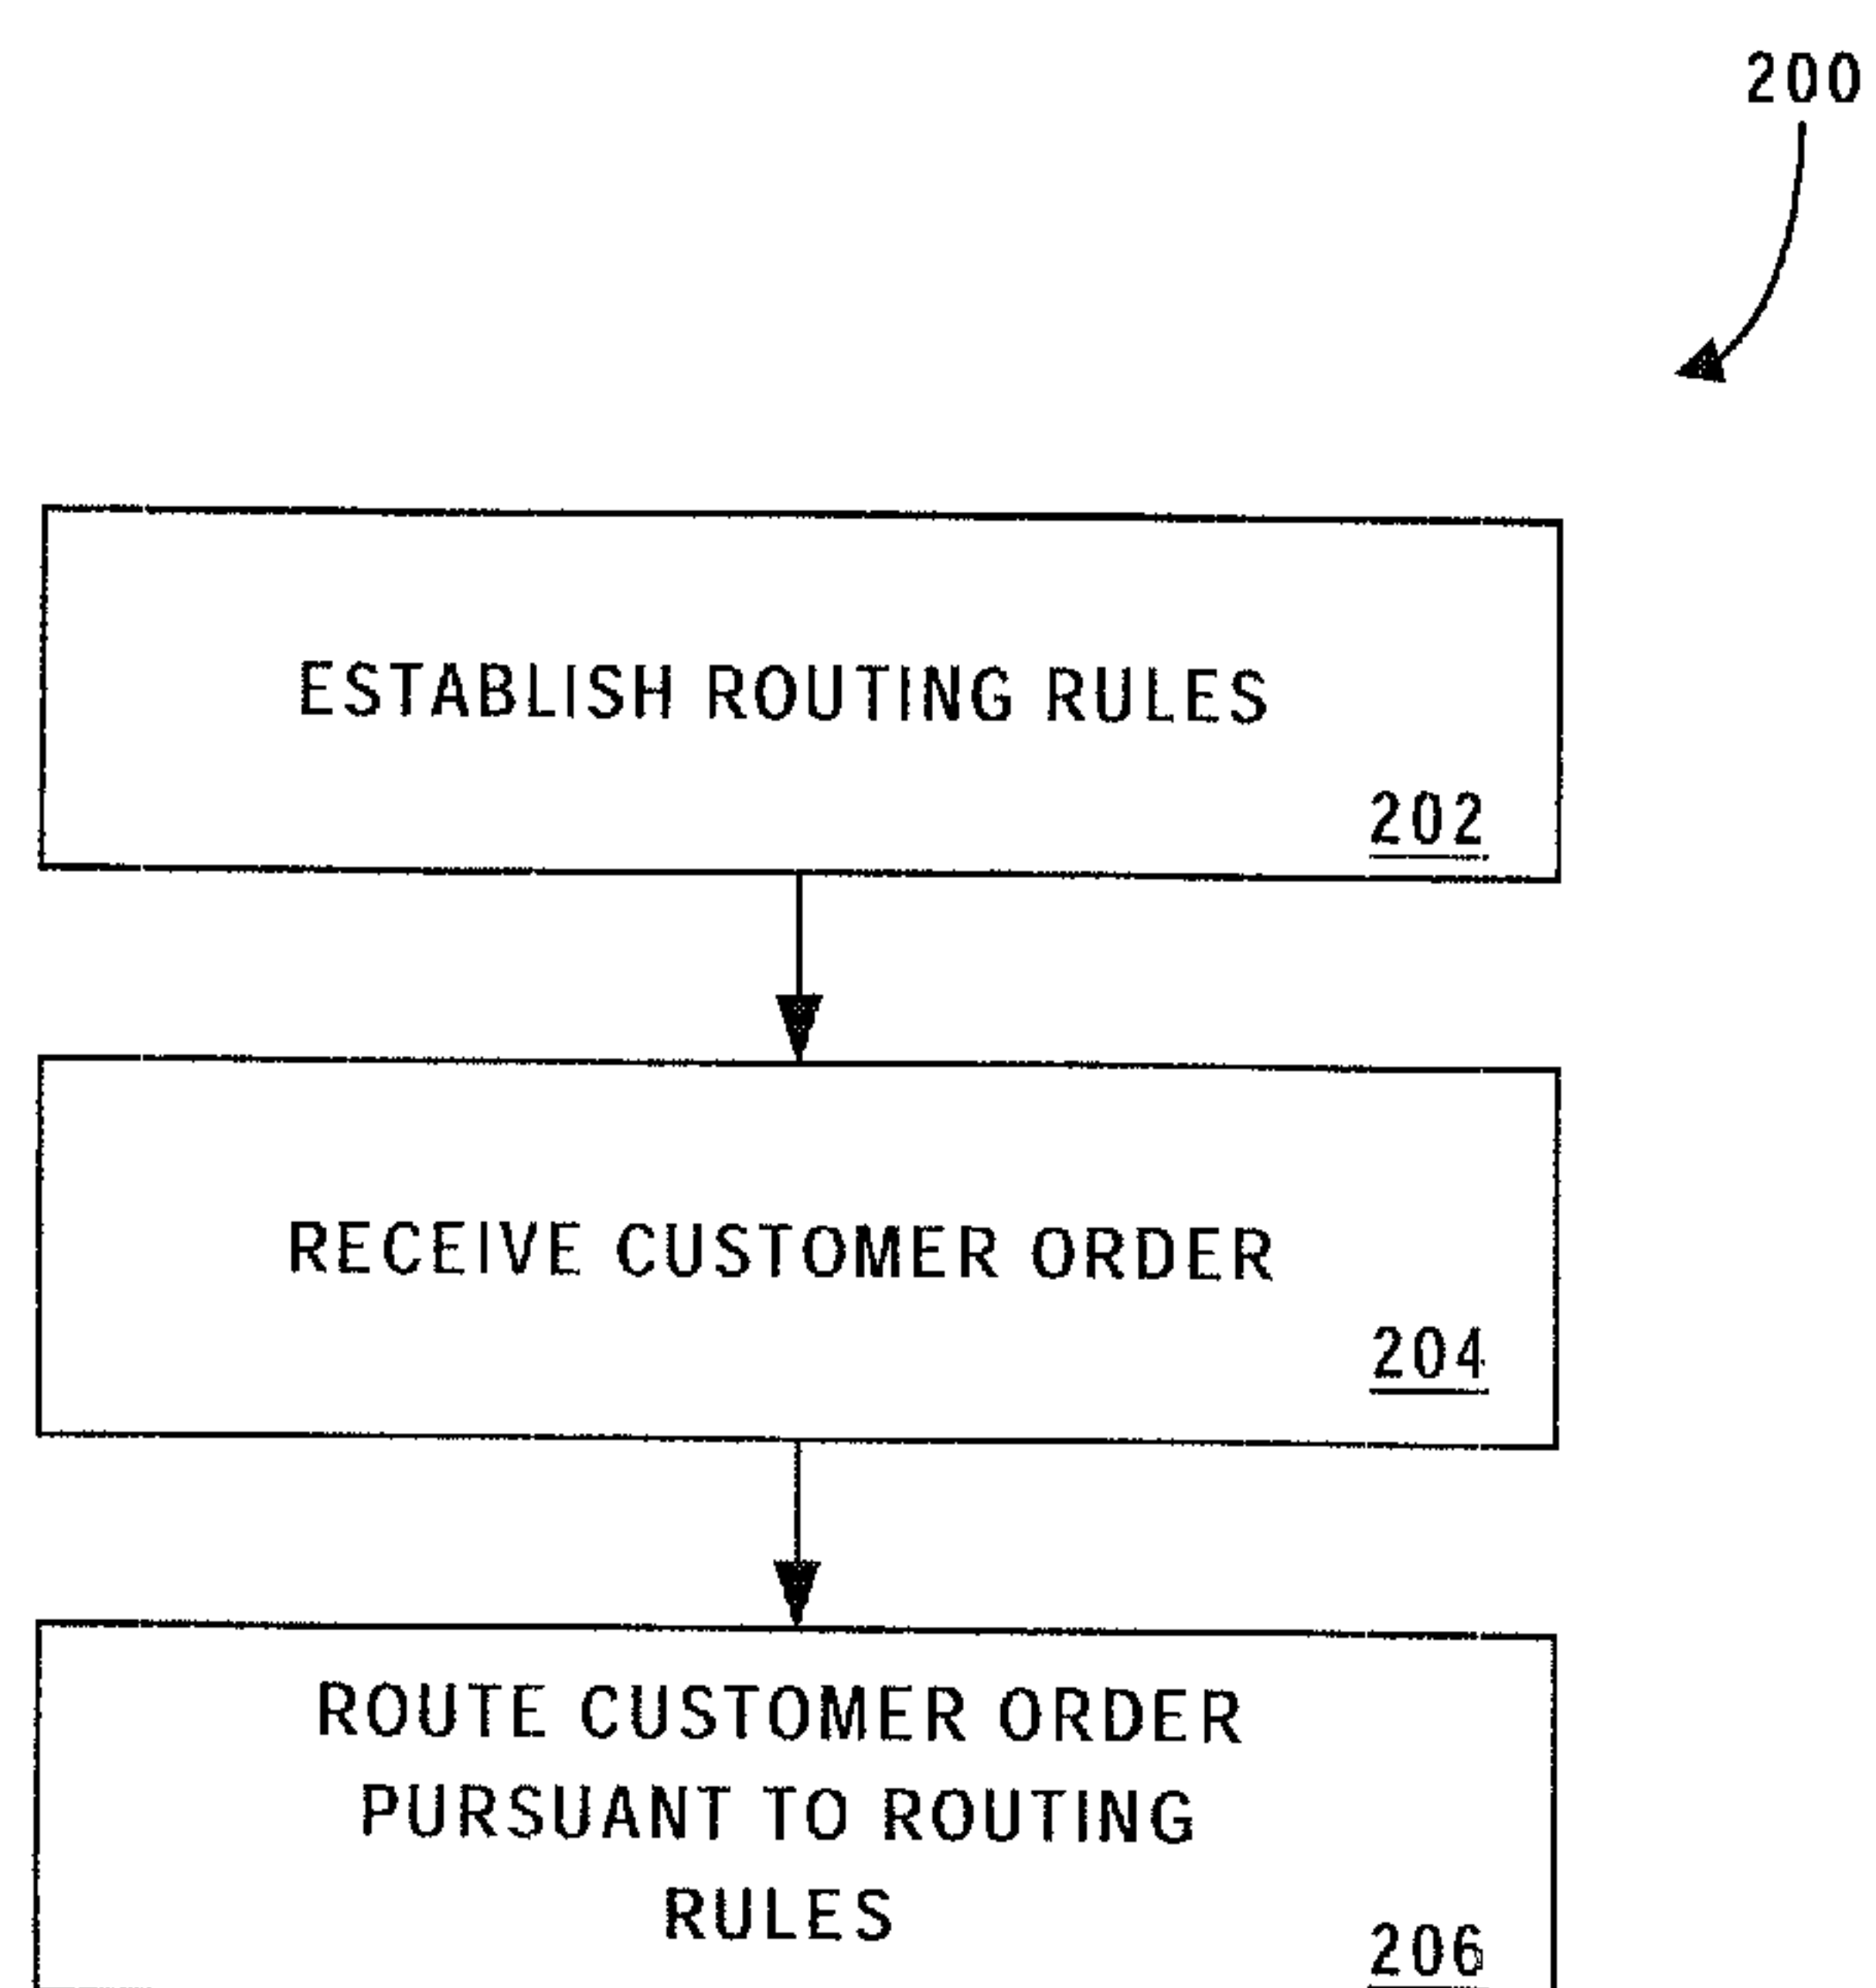 200
ESTABLISH ROUTING RULES
202
RECEIVE CUSTOMER ORDER
204
ROUTE CUSTOMER ORDER
PURSUANT TO ROUTING
RULES
206